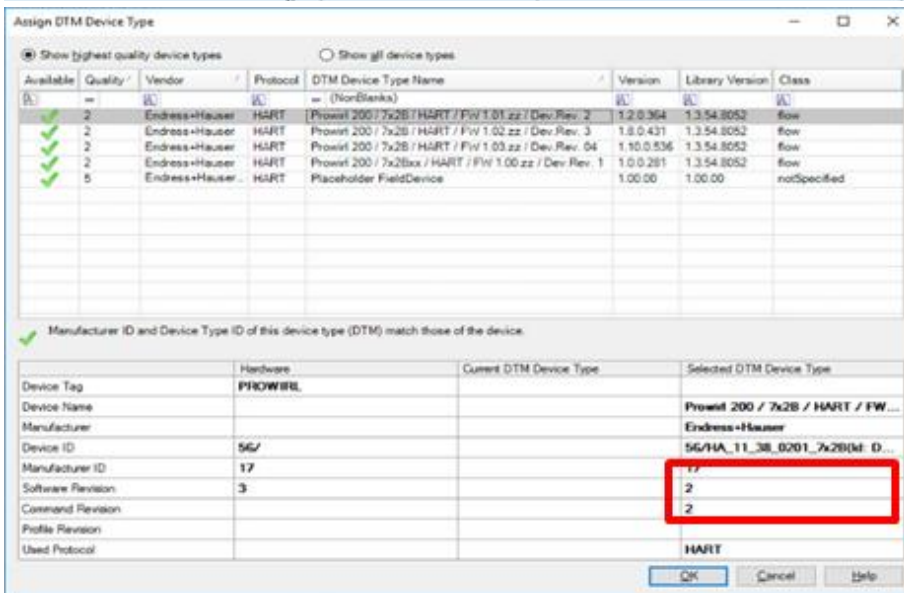 Assign DTM Device Type
Show highest quality device types Show all device types
Available Quality Vendor Protocol DTM Device Type Name Version Library Version Class
= = (NonBlanks)
2 Endress+Hauser HART Prowirl 200 / 7x2B / HART / FW 1.01.zz / Dev.Rev. 2 1.2.0.364 1.3.54.8052 flow
2 Endress+Hauser HART Prowirl 200 / 7x2B / HART / FW 1.02.zz / Dev.Rev. 3 1.8.0.431 1.3.54.8052 flow
2 Endress+Hauser HART Prowirl 200 / 7x2B / HART / FW 1.03.zz / Dev.Rev. 04 1.10.0.536 1.3.54.8052 flow
2 Endress+Hauser HART Prowirl 200 / 7x2Bxx / HART / FW 1.00.zz / Dev.Rev. 1 1.0.0.281 1.3.54.8052 flow
5 Endress+Hauser... HART Placeholder FieldDevice 1.00.00 1.00.00 notSpecified
Manufacturer ID and Device Type ID of this device type (DTM) match those of the device.
Hardware Current DTM Device Type Selected DTM Device Type
Device Tag PROWIRL
Device Name Prowirl 200 / 7x2B / HART / FW...
Manufacturer Endress+Hauser
Device ID 56/ 56/HA_11_38_0201_7x2B(Id: D...
Manufacturer ID 17 17
Software Revision 3 2
Command Revision 2
Profile Revision
Used Protocol HART
OK Cancel Help